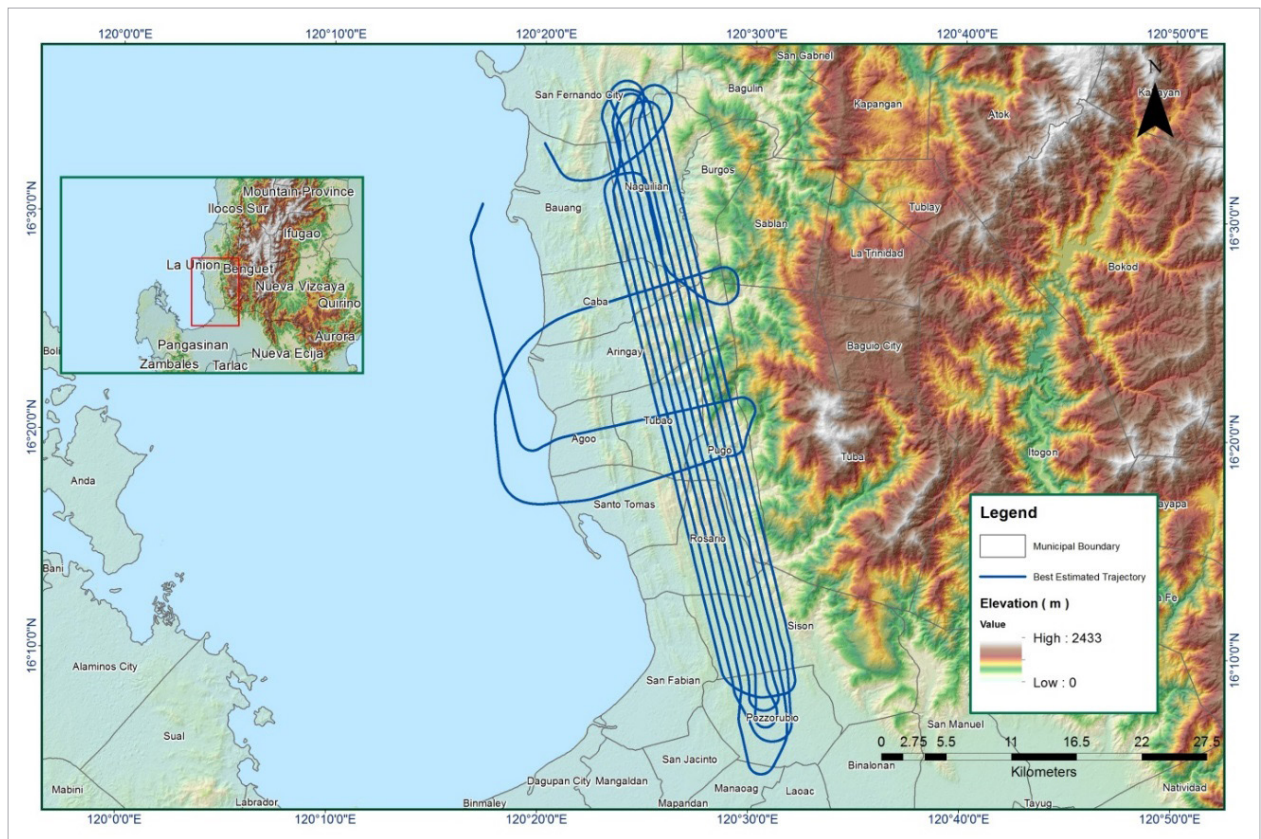 120°0'0"E
120°10'0"E
120°20'0"E
120°30'0"E
120°40'0"E
120°50'0"E
San Gabriel
N
San Fernando City
Bagulin
Kapangan
Atok
Burgos
Naguilian
16°30'0"N
Mountain Province
Ilocos Sur
Ifugao
La Union
Benguet
Nueva Vizcaya
Quirino
Aurora
Pangasinan
Nueva Ecija
Zambales
Tarlac
Bauang
Sablan
Tublay
16°30'0"N
La Trinidad
Bokod
Caba
Aringay
Baguio City
16°20'0"N
Tubao
Agoo
Pugo
Tuba
Itogon
16°20'0"N
Anda
Santo Tomas
Rosario
Bani
Sison
Legend
Municipal Boundary
Best Estimated Trajectory
Elevation ( m )
Value
High : 2433
Low : 0
16°10'0"N
16°10'0"N
Alaminos City
San Fabian
Pozzorubio
San Manuel
Sual
0 2.75 5.5 11 16.5 22 27.5
Kilometers
San Jacinto
Binalonan
Dagupan City
Mangaldan
Manaoag
Laoac
Natividad
Mabini
Labrador
Binmaley
Mapandan
Tayug
120°0'0"E
120°10'0"E
120°20'0"E
120°30'0"E
120°40'0"E
120°50'0"E